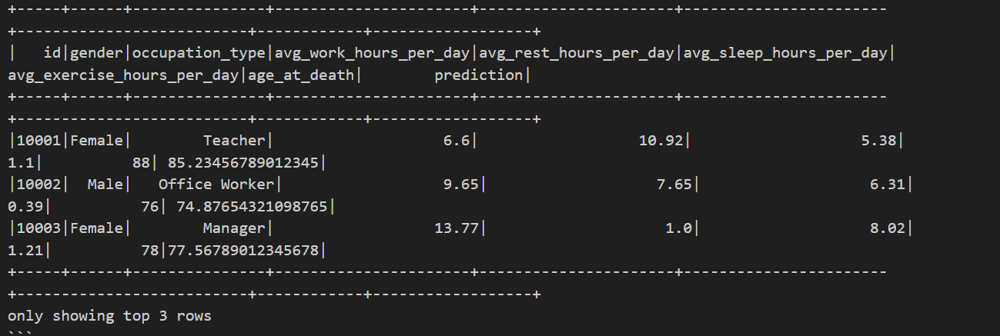 +-----+------+---------------+----------------------+----------------------+-----------------------
+--------------------------+------------+------------------+
|   id|gender|occupation_type|avg_work_hours_per_day|avg_rest_hours_per_day|avg_sleep_hours_per_day|
avg_exercise_hours_per_day|age_at_death|        prediction|
+-----+------+---------------+----------------------+----------------------+-----------------------
+--------------------------+------------+------------------+
|10001|Female|        Teacher|                   6.6|                  10.92|                   5.38|
1.1|          88| 85.23456789012345|
|10002|  Male|   Office Worker|                  9.65|                   7.65|                   6.31|
0.39|          76| 74.87654321098765|
|10003|Female|        Manager|                  13.77|                    1.0|                   8.02|
1.21|          78|77.56789012345678|
+-----+------+---------------+----------------------+----------------------+-----------------------
+--------------------------+------------+------------------+
only showing top 3 rows
```